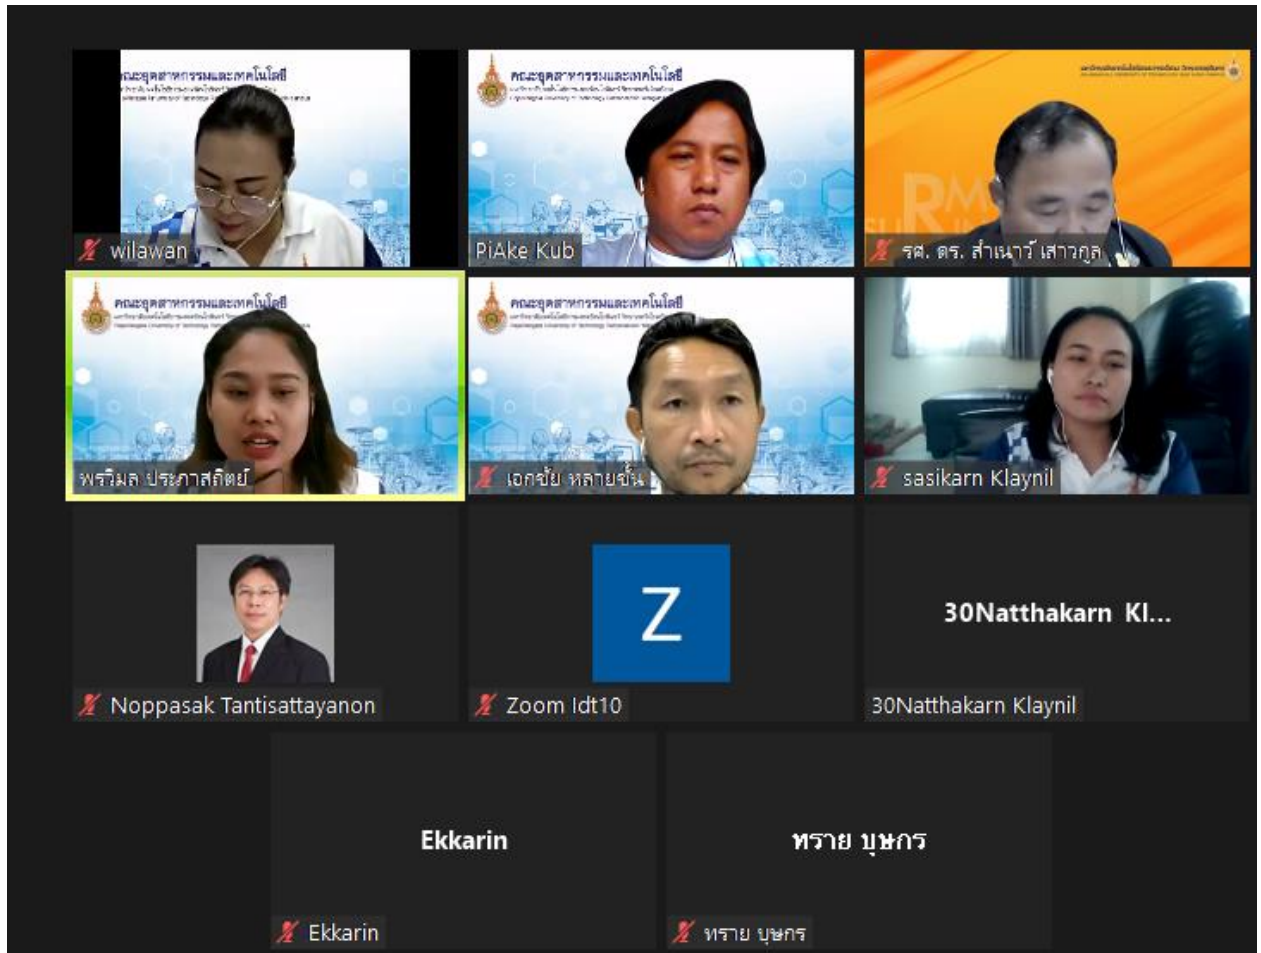 คณะอุตสาหกรรมและเทคโนโลยี
wilawan
คณะอุตสาหกรรมและเทคโนโลยี
PiAke Kub
รศ. ดร. สำเนาว์ เสาวกูล
คณะอุตสาหกรรมและเทคโนโลยี
พรวิมล ประภาสถิตย์
คณะอุตสาหกรรมและเทคโนโลยี
เอกชัย หลายชั้น
sasikarn Klaynil
Noppasak Tantisattayanon
Z
Zoom Idt10
30Natthakarn Kl...
30Natthakarn Klaynil
Ekkarin
Ekkarin
ทราย บุษกร
ทราย บุษกร